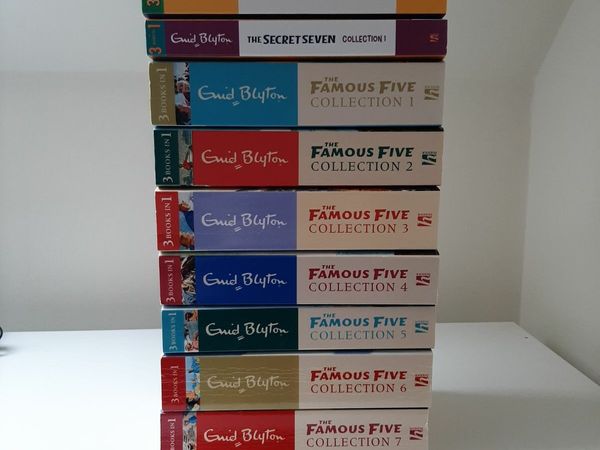 3
3 BOOKS IN 1 Enid Blyton THE SECRET SEVEN COLLECTION 1
3 BOOKS IN 1 Enid Blyton THE FAMOUS FIVE COLLECTION 1
3 BOOKS IN 1 Enid Blyton THE FAMOUS FIVE COLLECTION 2
3 BOOKS IN 1 Enid Blyton THE FAMOUS FIVE COLLECTION 3
3 BOOKS IN 1 Enid Blyton THE FAMOUS FIVE COLLECTION 4
3 BOOKS IN 1 Enid Blyton THE FAMOUS FIVE COLLECTION 5
3 BOOKS IN 1 Enid Blyton THE FAMOUS FIVE COLLECTION 6
BOOKS IN 1 Enid Blyton THE FAMOUS FIVE COLLECTION 7